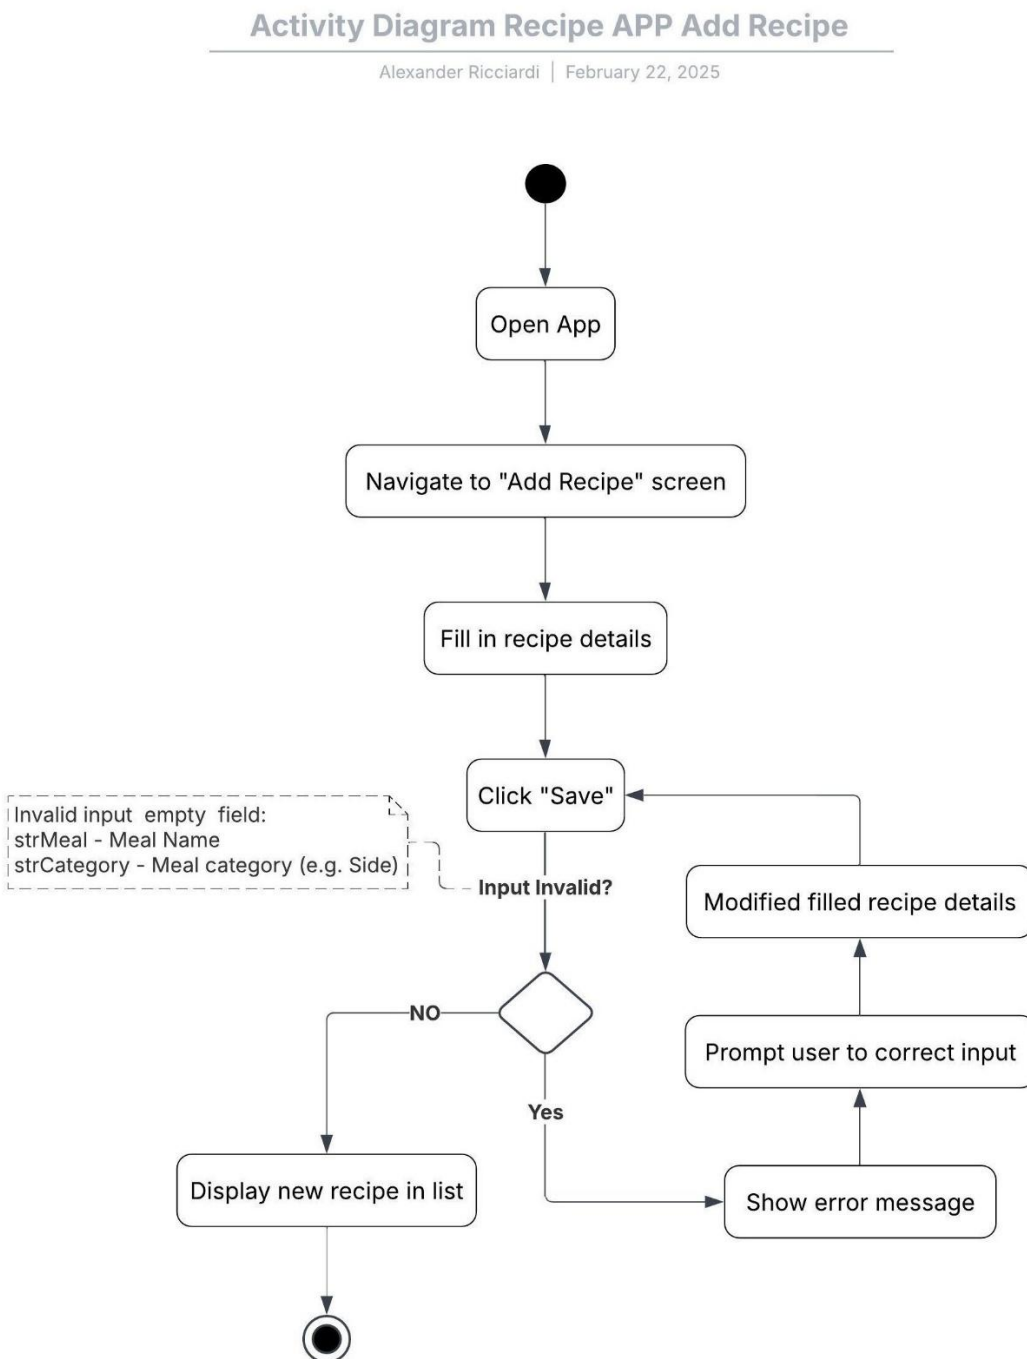 Activity Diagram Recipe APP Add Recipe
Alexander Ricciardi | February 22, 2025
Open App
Navigate to "Add Recipe" screen
Fill in recipe details
Click "Save"
Invalid input empty field:
strMeal - Meal Name
strCategory - Meal category (e.g. Side)
Input Invalid?
Modified filled recipe details
NO
Prompt user to correct input
Yes
Display new recipe in list
Show error message